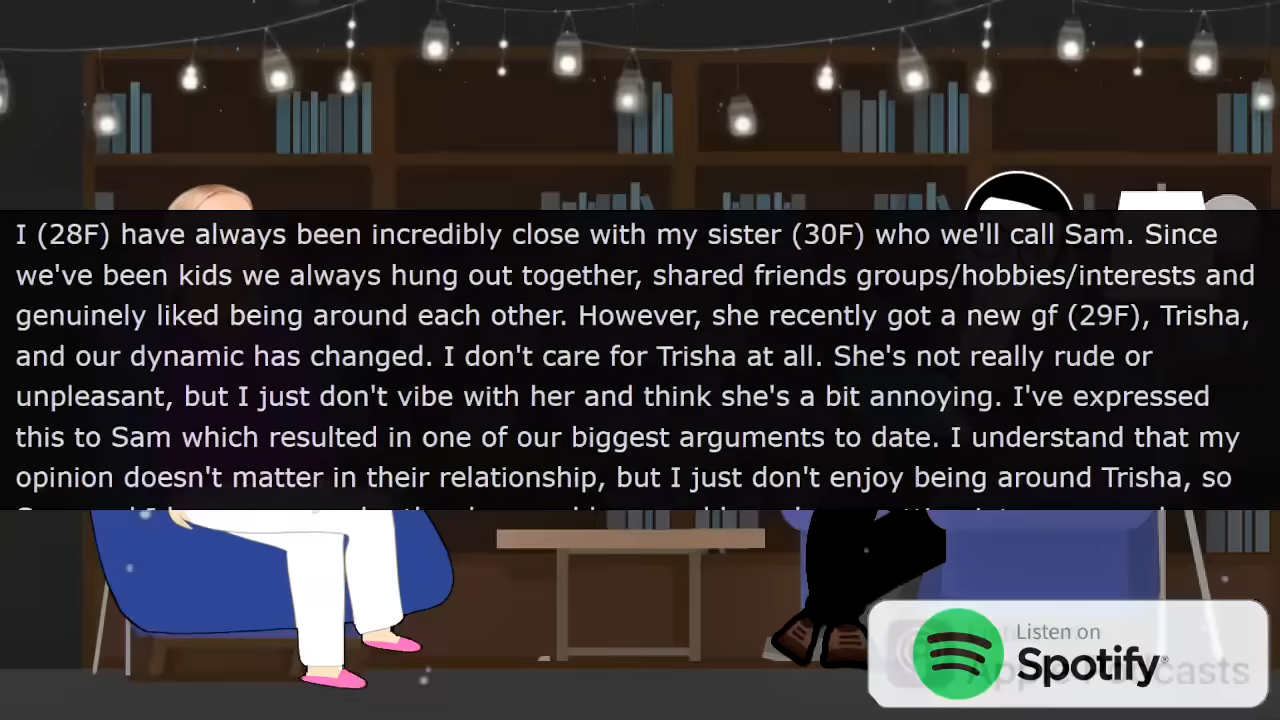 I (28F) have always been incredibly close with my sister (30F) who we'll call Sam. Since
we've been kids we always hung out together, shared friends groups/hobbies/interests and
genuinely liked being around each other. However, she recently got a new gf (29F), Trisha,
and our dynamic has changed. I don't care for Trisha at all. She's not really rude or
unpleasant, but I just don't vibe with her and think she's a bit annoying. I've expressed
this to Sam which resulted in one of our biggest arguments to date. I understand that my
opinion doesn't matter in their relationship, but I just don't enjoy being around Trisha, so
Listen on
Spotify®